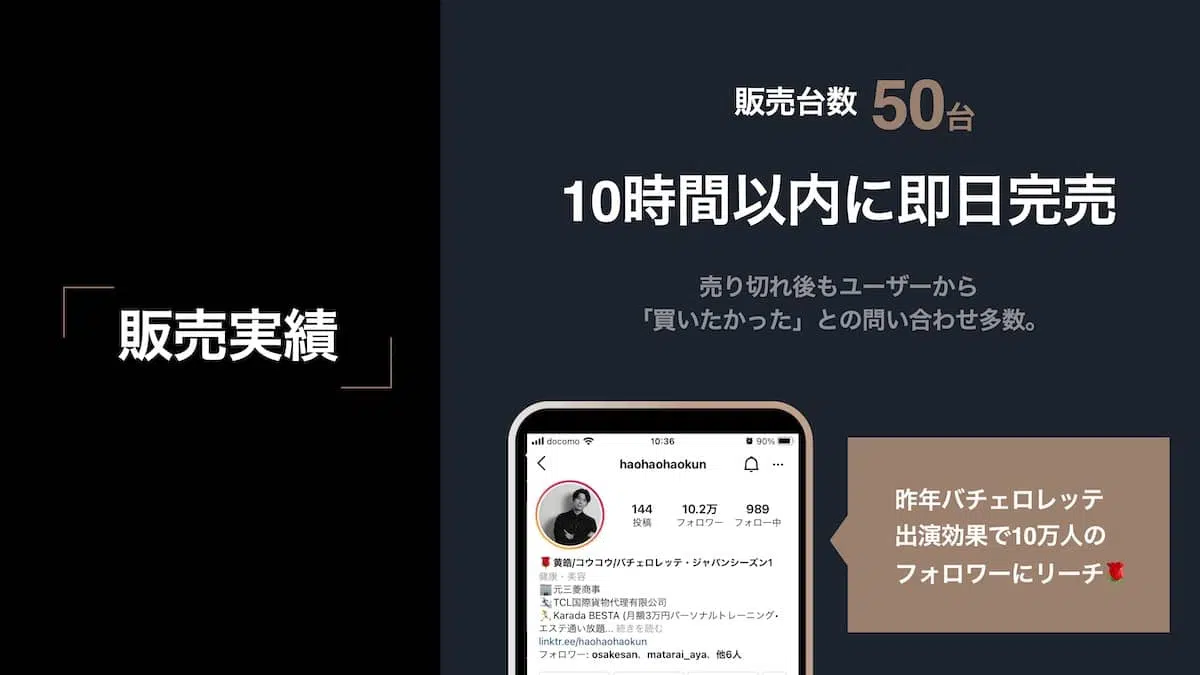 販売実績
販売台数 50台
10時間以内に即日完売
売り切れ後もユーザーから
「買いたかった」との問い合わせ多数。
docomo 10:36 90%
haohaohaokun
144 10.2万 989
投稿 フォロワー フォロー中
🌹黄皓/コウコウ/バチェロレッテ・ジャパンシーズン1
健康・美容
🏢元三菱商事
TCL国際貨物代理有限公司
Karada BESTA (月額3万円パーソナルトレーニング・
エステ通い放題... 続きを読む
linktr.ee/haohaohaokun
フォロワー: osakesan、matarai_aya、他6人
昨年バチェロレッテ
出演効果で10万人の
フォロワーにリーチ🌹